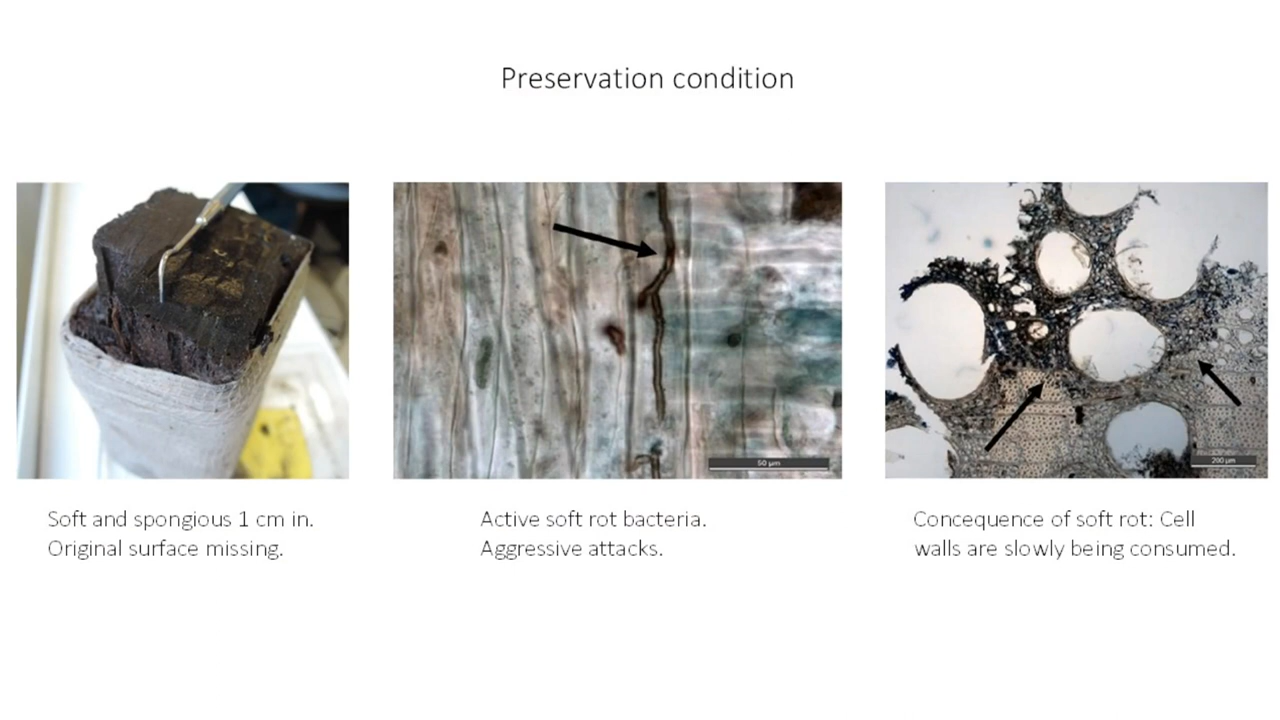 Preservation condition
Soft and spongious 1 cm in.
Original surface missing.
50 µm
Active soft rot bacteria.
Aggressive attacks.
200 µm
Concequence of soft rot: Cell
walls are slowly being consumed.